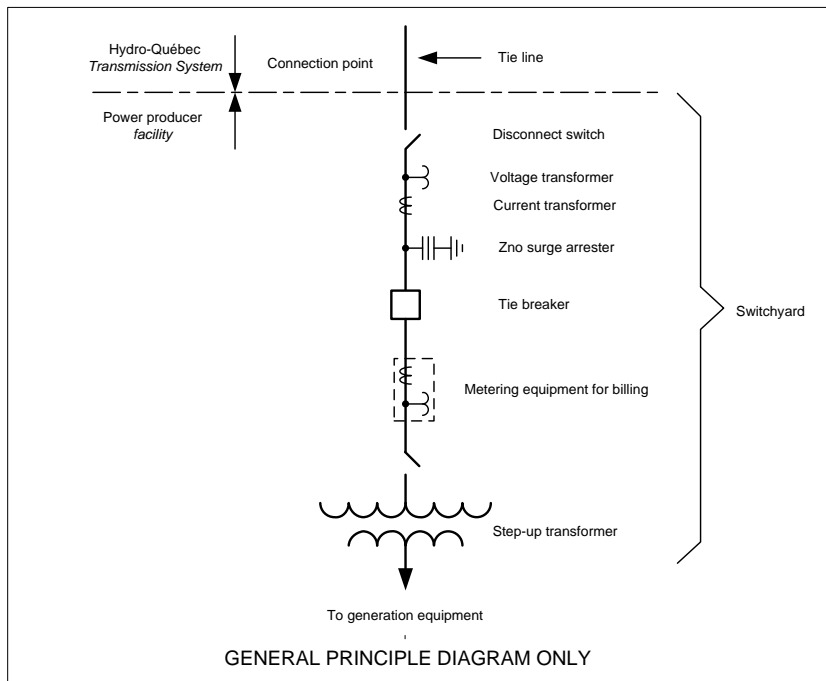 Hydro-Québec
Transmission System
Connection point
Tie line
Power producer
facility
Disconnect switch
Voltage transformer
Current transformer
Zno surge arrester
Tie breaker
Switchyard
Metering equipment for billing
Step-up transformer
To generation equipment
GENERAL PRINCIPLE DIAGRAM ONLY